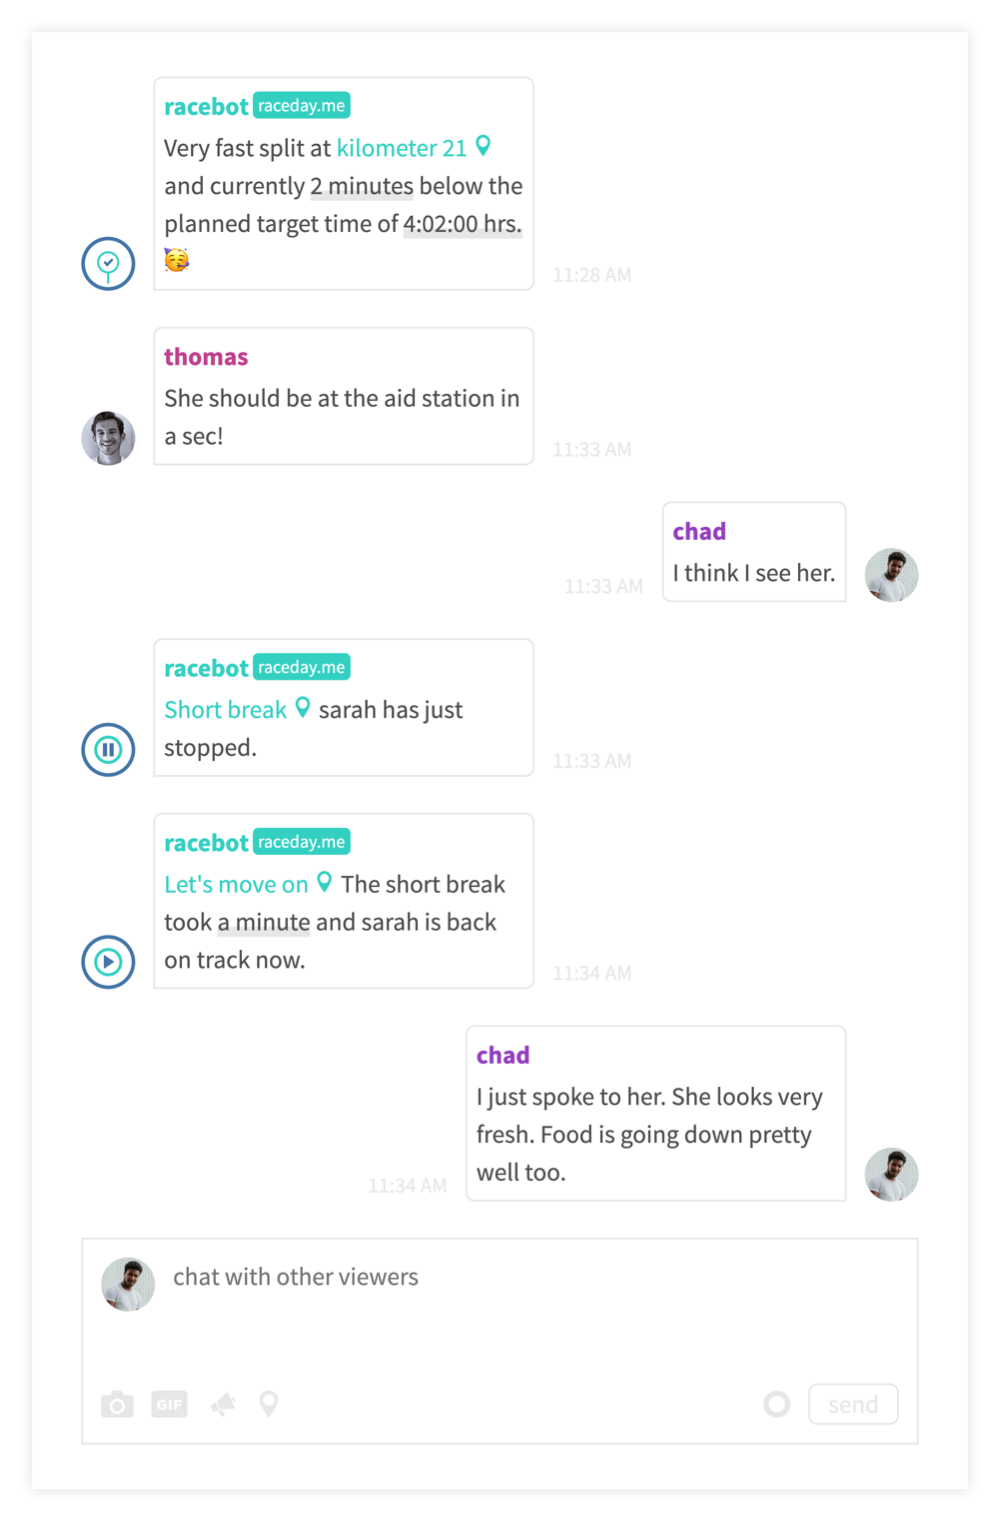 racebot raceday.me
Very fast split at kilometer 21
and currently 2 minutes below the
planned target time of 4:02:00 hrs.
🥳
11:28 AM
thomas
She should be at the aid station in
a sec!
11:33 AM
chad
I think I see her.
11:33 AM
racebot raceday.me
Short break sarah has just
stopped.
11:33 AM
racebot raceday.me
Let's move on The short break
took a minute and sarah is back
on track now.
11:34 AM
chad
I just spoke to her. She looks very
fresh. Food is going down pretty
well too.
11:34 AM
chat with other viewers
GIF
send